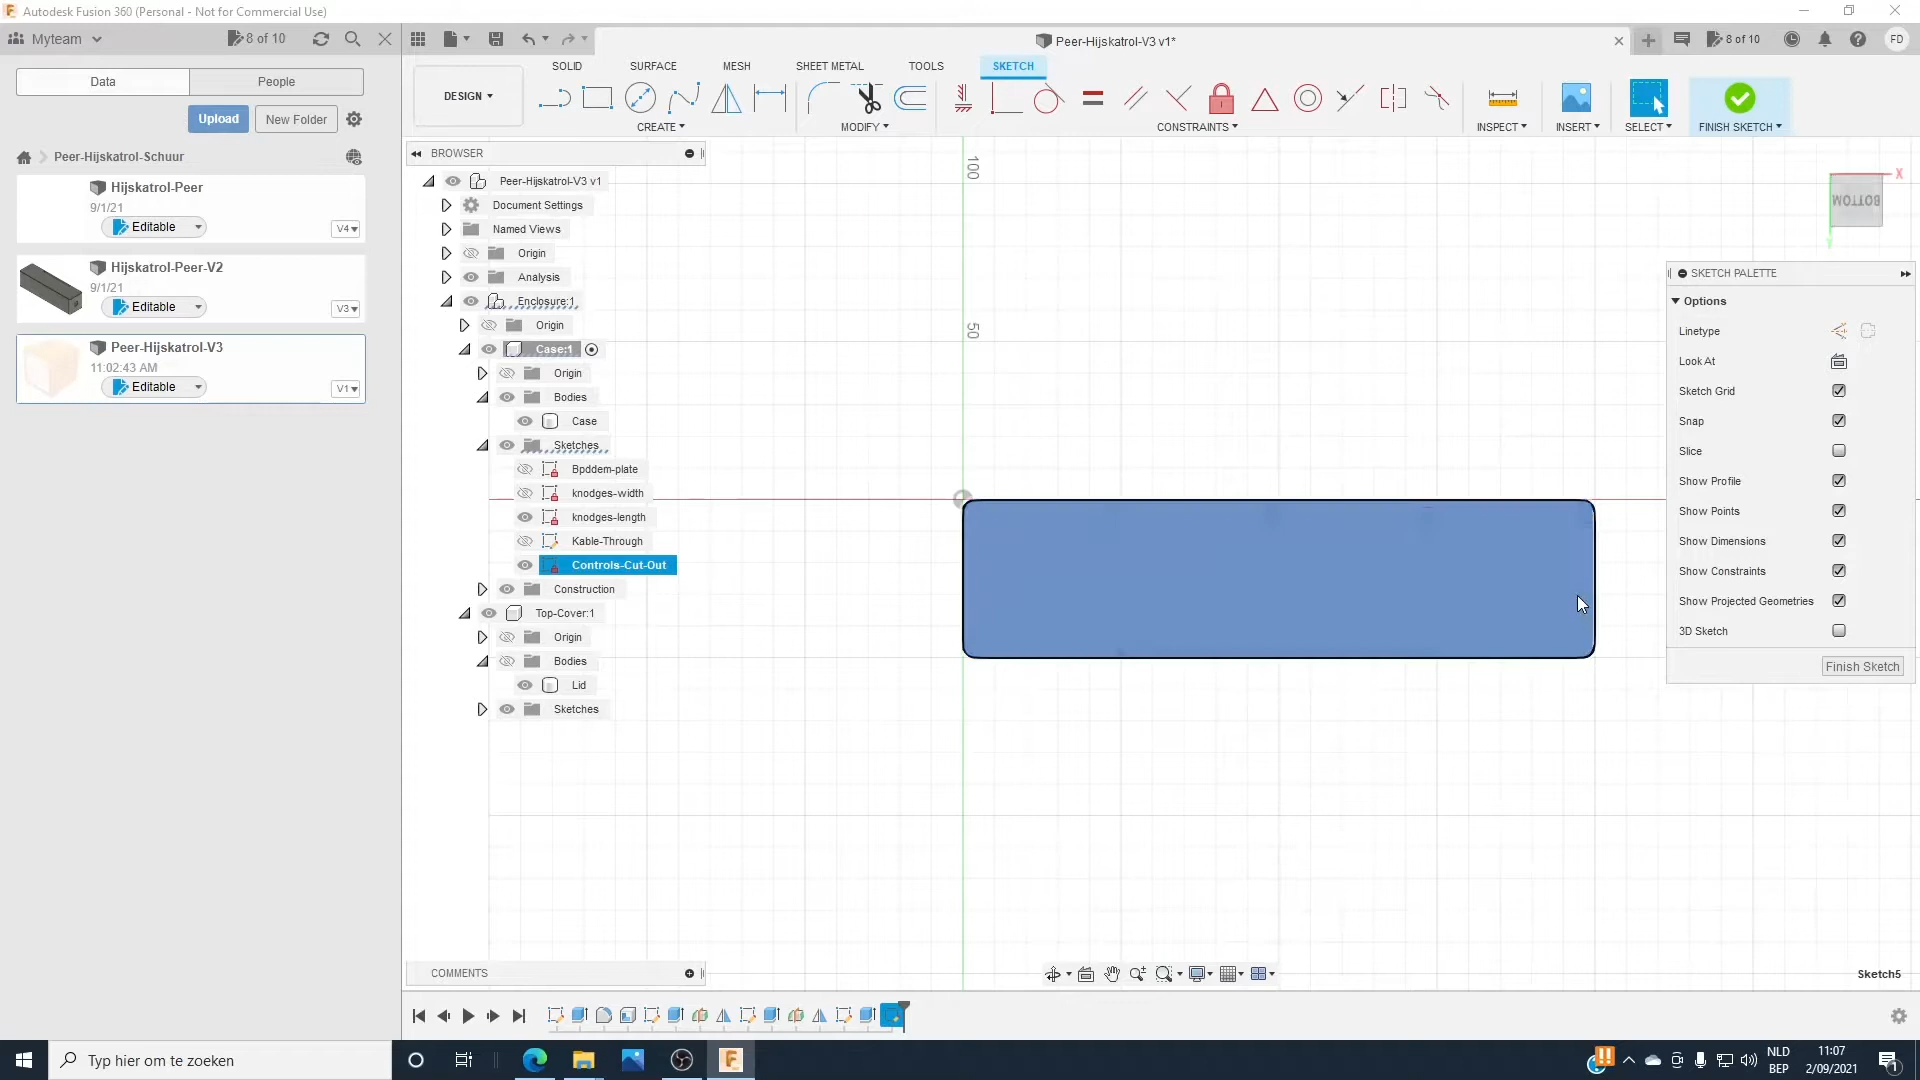 Autodesk Fusion 360 (Personal - Not for Commercial Use)
Myteam
8 of 10
Peer-Hijskatrol-V3 v1*
8 of 10
FD
Data
People
Upload
New Folder
Peer-Hijskatrol-Schuur
Hijskatrol-Peer
9/1/21
Editable
V4
Hijskatrol-Peer-V2
9/1/21
Editable
V3
Peer-Hijskatrol-V3
11:02:43 AM
Editable
V1
DESIGN
SOLID
SURFACE
MESH
SHEET METAL
TOOLS
SKETCH
CREATE
MODIFY
CONSTRAINTS
INSPECT
INSERT
SELECT
FINISH SKETCH
BROWSER
Peer-Hijskatrol-V3 v1
Document Settings
Named Views
Origin
Analysis
Enclosure:1
Origin
Case:1
Origin
Bodies
Case
Sketches
Bpddem-plate
knodges-width
knodges-length
Kable-Through
Controls-Cut-Out
Construction
Top-Cover:1
Origin
Bodies
Lid
Sketches
100
50
X
BOTTOM
Y
SKETCH PALETTE
Options
Linetype
Look At
Sketch Grid
Snap
Slice
Show Profile
Show Points
Show Dimensions
Show Constraints
Show Projected Geometries
3D Sketch
Finish Sketch
COMMENTS
Sketch5
Typ hier om te zoeken
NLD
BEP
11:07
2/09/2021
1